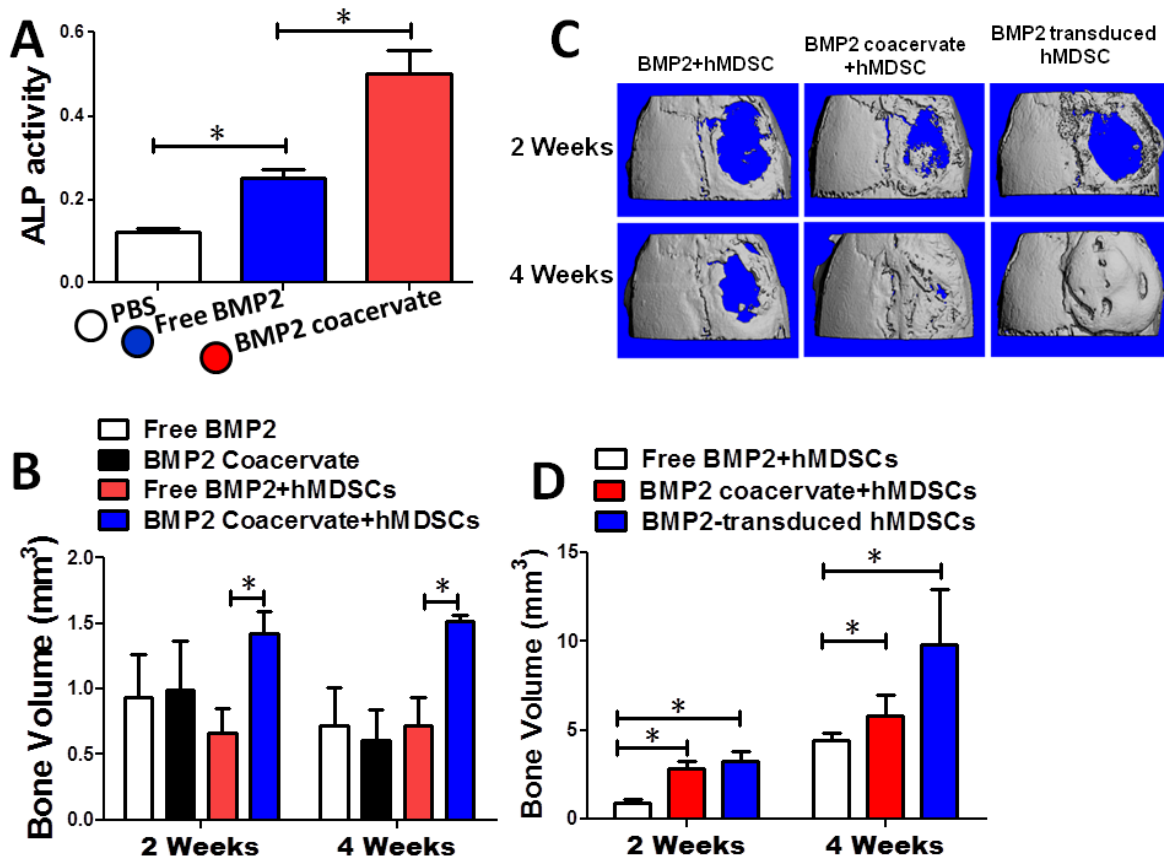 A
ALP activity
0.6
0.4
0.2
0.0
*
*
PBS
Free BMP2
BMP2 coacervate
C
BMP2+hMDSC
BMP2 coacervate
+hMDSC
BMP2 transduced
hMDSC
2 Weeks
4 Weeks
B
Free BMP2
BMP2 Coacervate
Free BMP2+hMDSCs
BMP2 Coacervate+hMDSCs
Bone Volume (mm³)
2.0
1.5
1.0
0.5
0.0
*
*
2 Weeks
4 Weeks
D
Free BMP2+hMDSCs
BMP2 coacervate+hMDSCs
BMP2-transduced hMDSCs
Bone Volume (mm³)
15
10
5
0
*
*
*
*
2 Weeks
4 Weeks